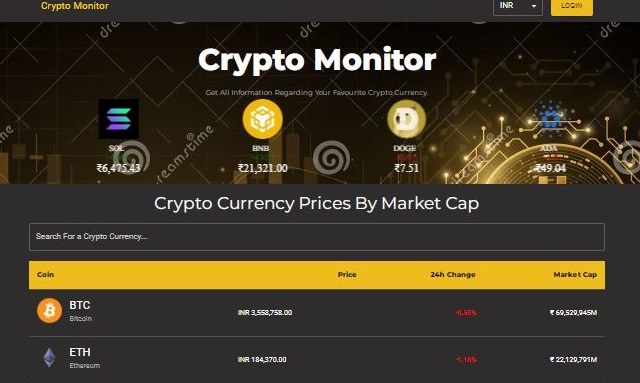 Crypto Monitor
INR
LOGIN
Crypto Monitor
Get All Information Regarding Your Favourite Crypto Currency.
SOL
BNB
DOGE
ADA
₹6,475.43
₹21,321.00
₹7.51
₹49.04
dreamstime
dreamstime
Crypto Currency Prices By Market Cap
Search For a Crypto Currency...
Coin Price 24h Change Market Cap
BTC
Bitcoin
INR 3,558,758.00 -0.56% ₹ 69,529,945M
ETH
Ethereum
INR 184,370.00 -1.16% ₹ 22,129,791M